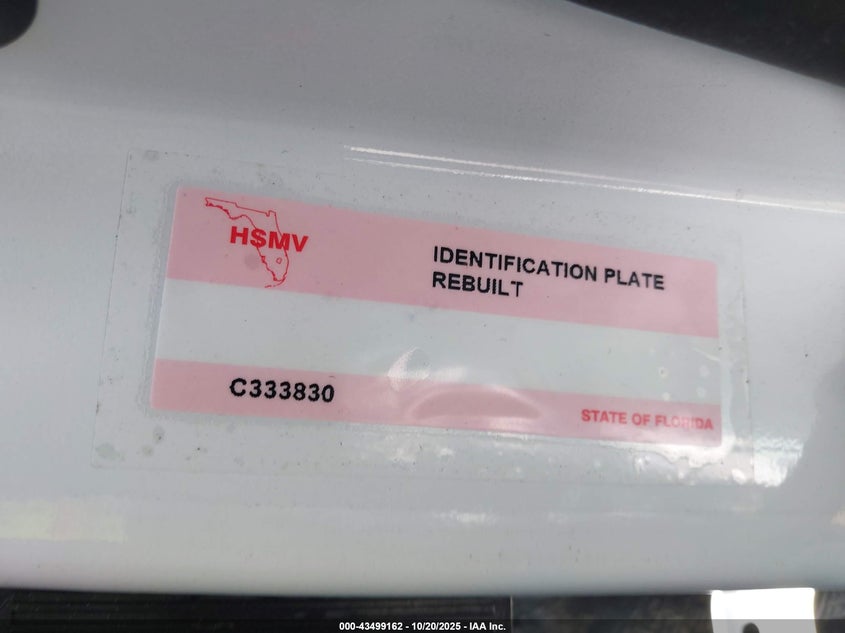 HSMV
IDENTIFICATION PLATE
REBUILT
C333830
STATE OF FLORIDA
000-43499162 - 10/20/2025 - IAA Inc.